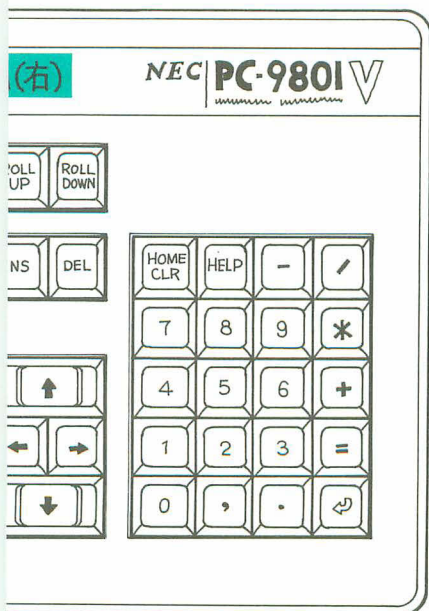 (右) NEC PC-9801V
ROLL UP ROLL DOWN
INS DEL HOME CLR HELP - /
7 8 9 *
↑ 4 5 6 +
← → 1 2 3 =
↓ 0 , .